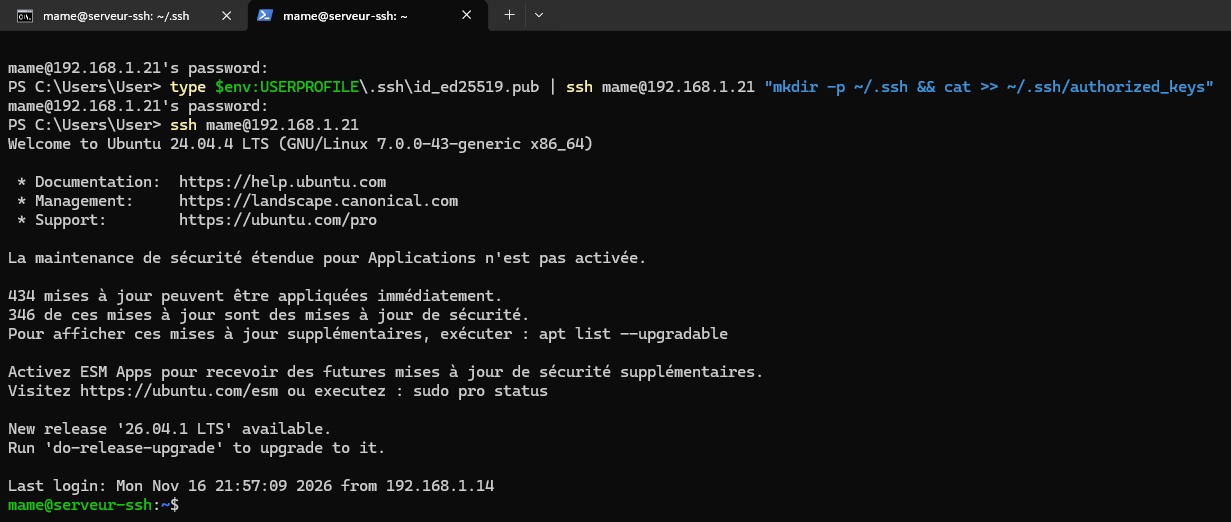 mame@serveur-ssh: ~/.ssh
mame@serveur-ssh: ~
mame@192.168.1.21's password:
PS C:\Users\User> type $env:USERPROFILE\.ssh\id_ed25519.pub | ssh mame@192.168.1.21 "mkdir -p ~/.ssh && cat >> ~/.ssh/authorized_keys"
mame@192.168.1.21's password:
PS C:\Users\User> ssh mame@192.168.1.21
Welcome to Ubuntu 24.04.4 LTS (GNU/Linux 7.0.0-43-generic x86_64)
* Documentation:  https://help.ubuntu.com
* Management:     https://landscape.canonical.com
* Support:        https://ubuntu.com/pro
La maintenance de sécurité étendue pour Applications n'est pas activée.
434 mises à jour peuvent être appliquées immédiatement.
346 de ces mises à jour sont des mises à jour de sécurité.
Pour afficher ces mises à jour supplémentaires, exécuter : apt list --upgradable
Activez ESM Apps pour recevoir des futures mises à jour de sécurité supplémentaires.
Visitez https://ubuntu.com/esm ou executez : sudo pro status
New release '26.04.1 LTS' available.
Run 'do-release-upgrade' to upgrade to it.
Last login: Mon Nov 16 21:57:09 2026 from 192.168.1.14
mame@serveur-ssh:~$